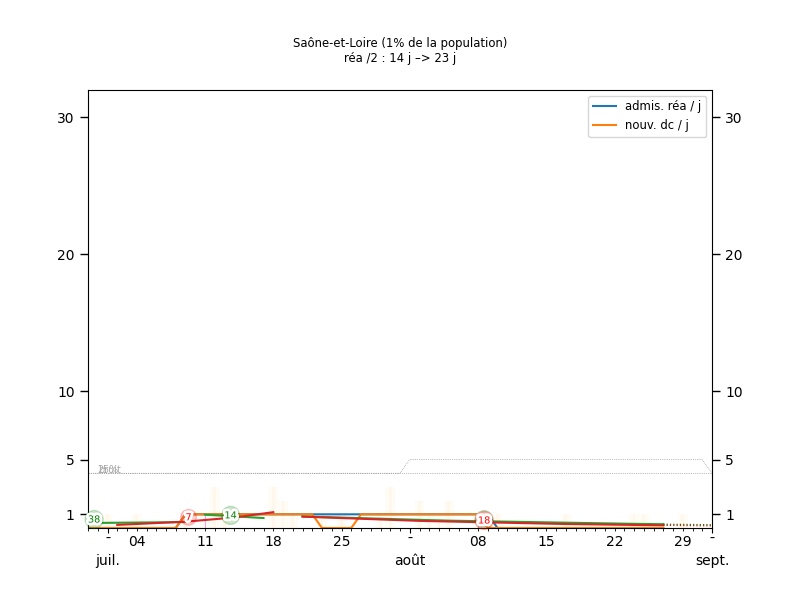 Saône-et-Loire (1% de la population)
réa /2 : 14 j –> 23 j
admis. réa / j
nouv. dc / j
30 30
20 20
10 10
5 5
1 1
38 7 14 18
- 04 11 18 25 - 08 15 22 29 -
juil. août sept.